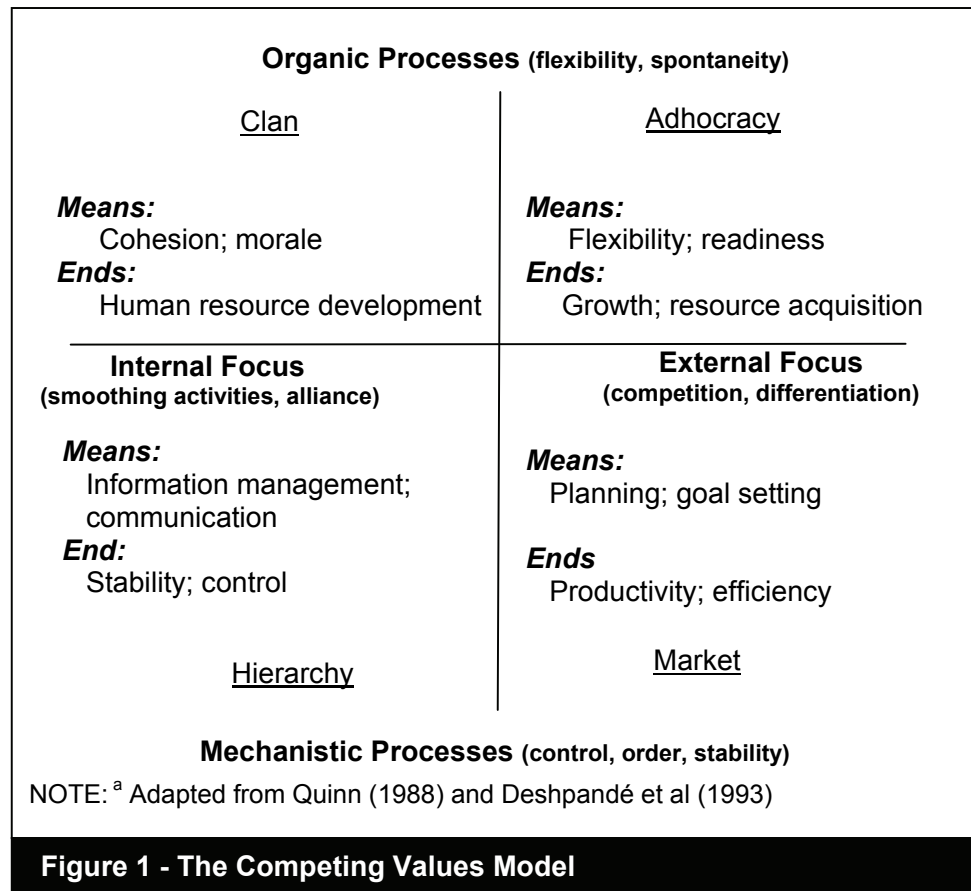 Organic Processes (flexibility, spontaneity)
Clan
Means:
Cohesion; morale
Ends:
Human resource development
Adhocracy
Means:
Flexibility; readiness
Ends:
Growth; resource acquisition
Internal Focus
(smoothing activities, alliance)
External Focus
(competition, differentiation)
Means:
Information management;
communication
End:
Stability; control
Hierarchy
Means:
Planning; goal setting
Ends
Productivity; efficiency
Market
Mechanistic Processes (control, order, stability)
NOTE: a Adapted from Quinn (1988) and Deshpandé et al (1993)
Figure 1 - The Competing Values Model